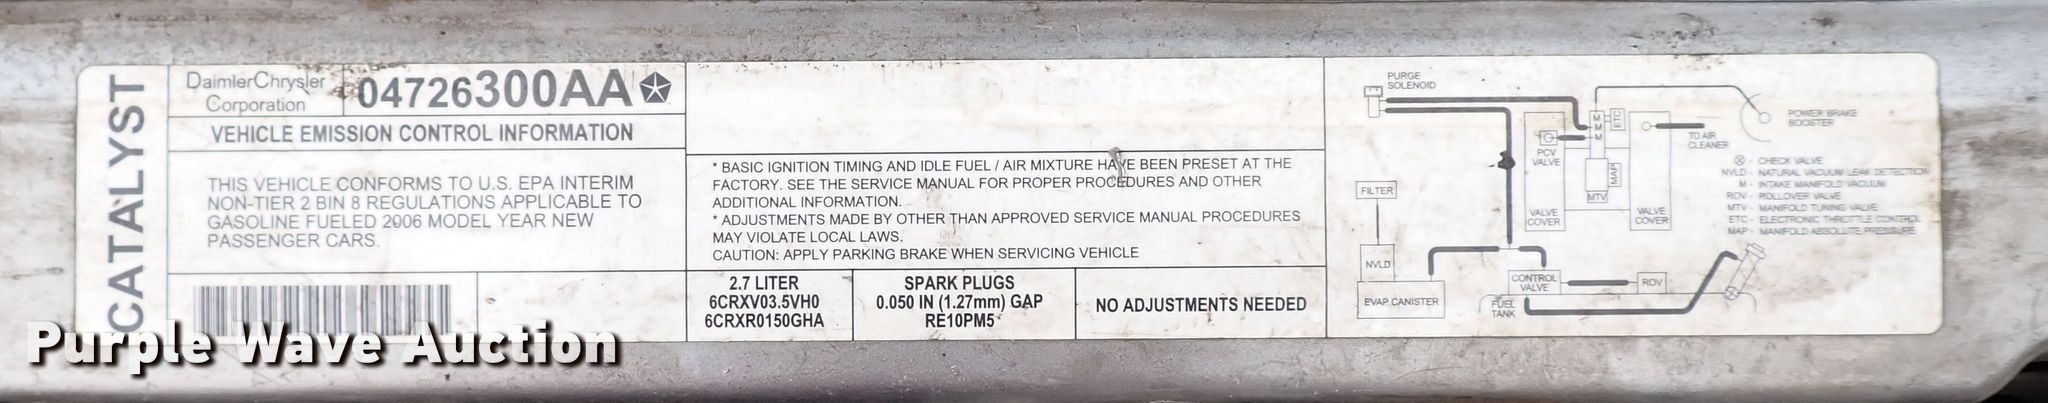 CATALYST
DaimlerChrysler
Corporation
04726300AA
VEHICLE EMISSION CONTROL INFORMATION
THIS VEHICLE CONFORMS TO U.S. EPA INTERIM
NON-TIER 2 BIN 8 REGULATIONS APPLICABLE TO
GASOLINE FUELED 2006 MODEL YEAR NEW
PASSENGER CARS.
* BASIC IGNITION TIMING AND IDLE FUEL / AIR MIXTURE HAVE BEEN PRESET AT THE
FACTORY. SEE THE SERVICE MANUAL FOR PROPER PROCEDURES AND OTHER
ADDITIONAL INFORMATION.
* ADJUSTMENTS MADE BY OTHER THAN APPROVED SERVICE MANUAL PROCEDURES
MAY VIOLATE LOCAL LAWS.
CAUTION: APPLY PARKING BRAKE WHEN SERVICING VEHICLE
2.7 LITER
6CRXV03.5VH0
6CRXR0150GHA
SPARK PLUGS
0.050 IN (1.27mm) GAP
RE10PM5
NO ADJUSTMENTS NEEDED
PURGE
SOLENOID
M
M
M
ETC
POWER BRAKE
BOOSTER
PCV
VALVE
TO AIR
CLEANER
MAP
MTV
VALVE
COVER
VALVE
COVER
FILTER
NVLD
EVAP CANISTER
CONTROL
VALVE
ROV
FUEL
TANK
- CHECK VALVE
NVLD - NATURAL VACUUM LEAK DETECTION
M - INTAKE MANIFOLD VACUUM
ROV - ROLLOVER VALVE
MTV - MANIFOLD TUNING VALVE
ETC - ELECTRONIC THROTTLE CONTROL
MAP - MANIFOLD ABSOLUTE PRESSURE
Purple Wave Auction